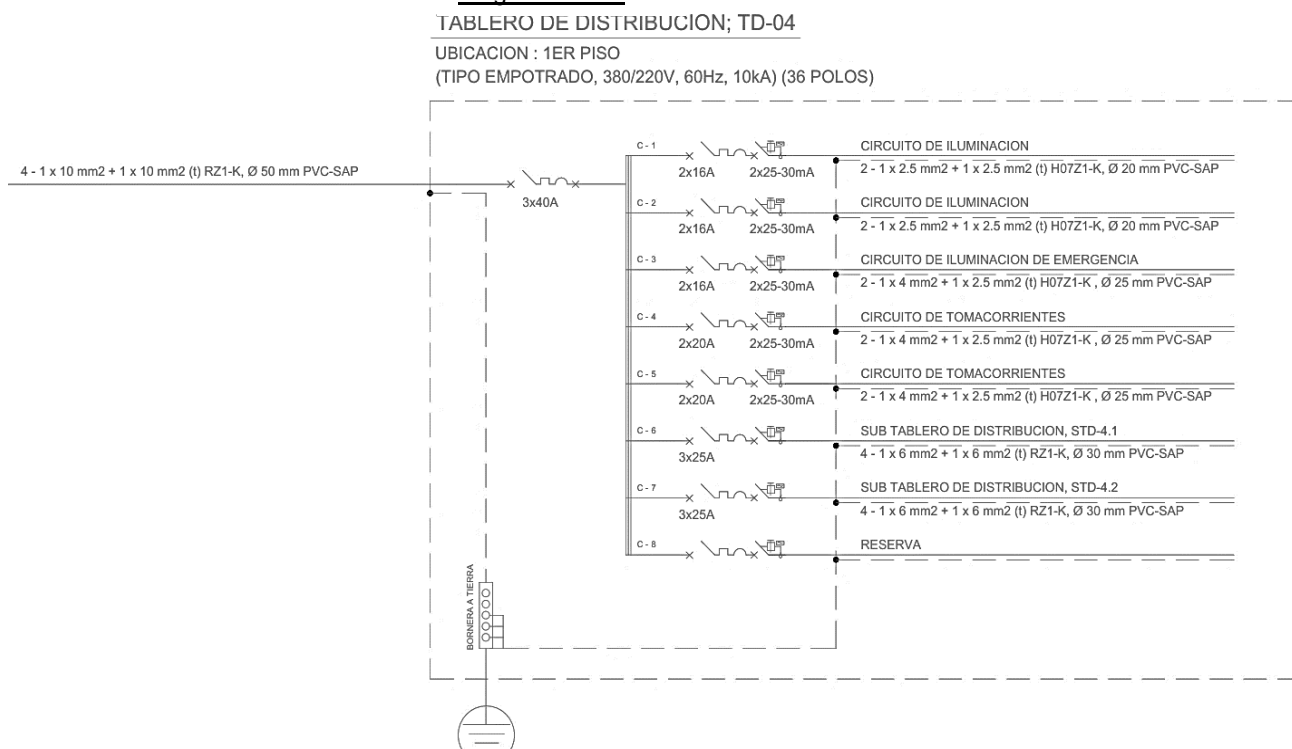 TABLERO DE DISTRIBUCION; TD-04
UBICACION : 1ER PISO
(TIPO EMPOTRADO, 380/220V, 60Hz, 10kA) (36 POLOS)
4 - 1 x 10 mm2 + 1 x 10 mm2 (t) RZ1-K, Ø 50 mm PVC-SAP
3x40A
C - 1
2x16A
2x25-30mA
CIRCUITO DE ILUMINACION
2 - 1 x 2.5 mm2 + 1 x 2.5 mm2 (t) H07Z1-K, Ø 20 mm PVC-SAP
C - 2
2x16A
2x25-30mA
CIRCUITO DE ILUMINACION
2 - 1 x 2.5 mm2 + 1 x 2.5 mm2 (t) H07Z1-K, Ø 20 mm PVC-SAP
C - 3
2x16A
2x25-30mA
CIRCUITO DE ILUMINACION DE EMERGENCIA
2 - 1 x 4 mm2 + 1 x 2.5 mm2 (t) H07Z1-K , Ø 25 mm PVC-SAP
C - 4
2x20A
2x25-30mA
CIRCUITO DE TOMACORRIENTES
2 - 1 x 4 mm2 + 1 x 2.5 mm2 (t) H07Z1-K , Ø 25 mm PVC-SAP
C - 5
2x20A
2x25-30mA
CIRCUITO DE TOMACORRIENTES
2 - 1 x 4 mm2 + 1 x 2.5 mm2 (t) H07Z1-K , Ø 25 mm PVC-SAP
C - 6
3x25A
SUB TABLERO DE DISTRIBUCION, STD-4.1
4 - 1 x 6 mm2 + 1 x 6 mm2 (t) RZ1-K, Ø 30 mm PVC-SAP
C - 7
3x25A
SUB TABLERO DE DISTRIBUCION, STD-4.2
4 - 1 x 6 mm2 + 1 x 6 mm2 (t) RZ1-K, Ø 30 mm PVC-SAP
C - 8
RESERVA
BORNERA A TIERRA